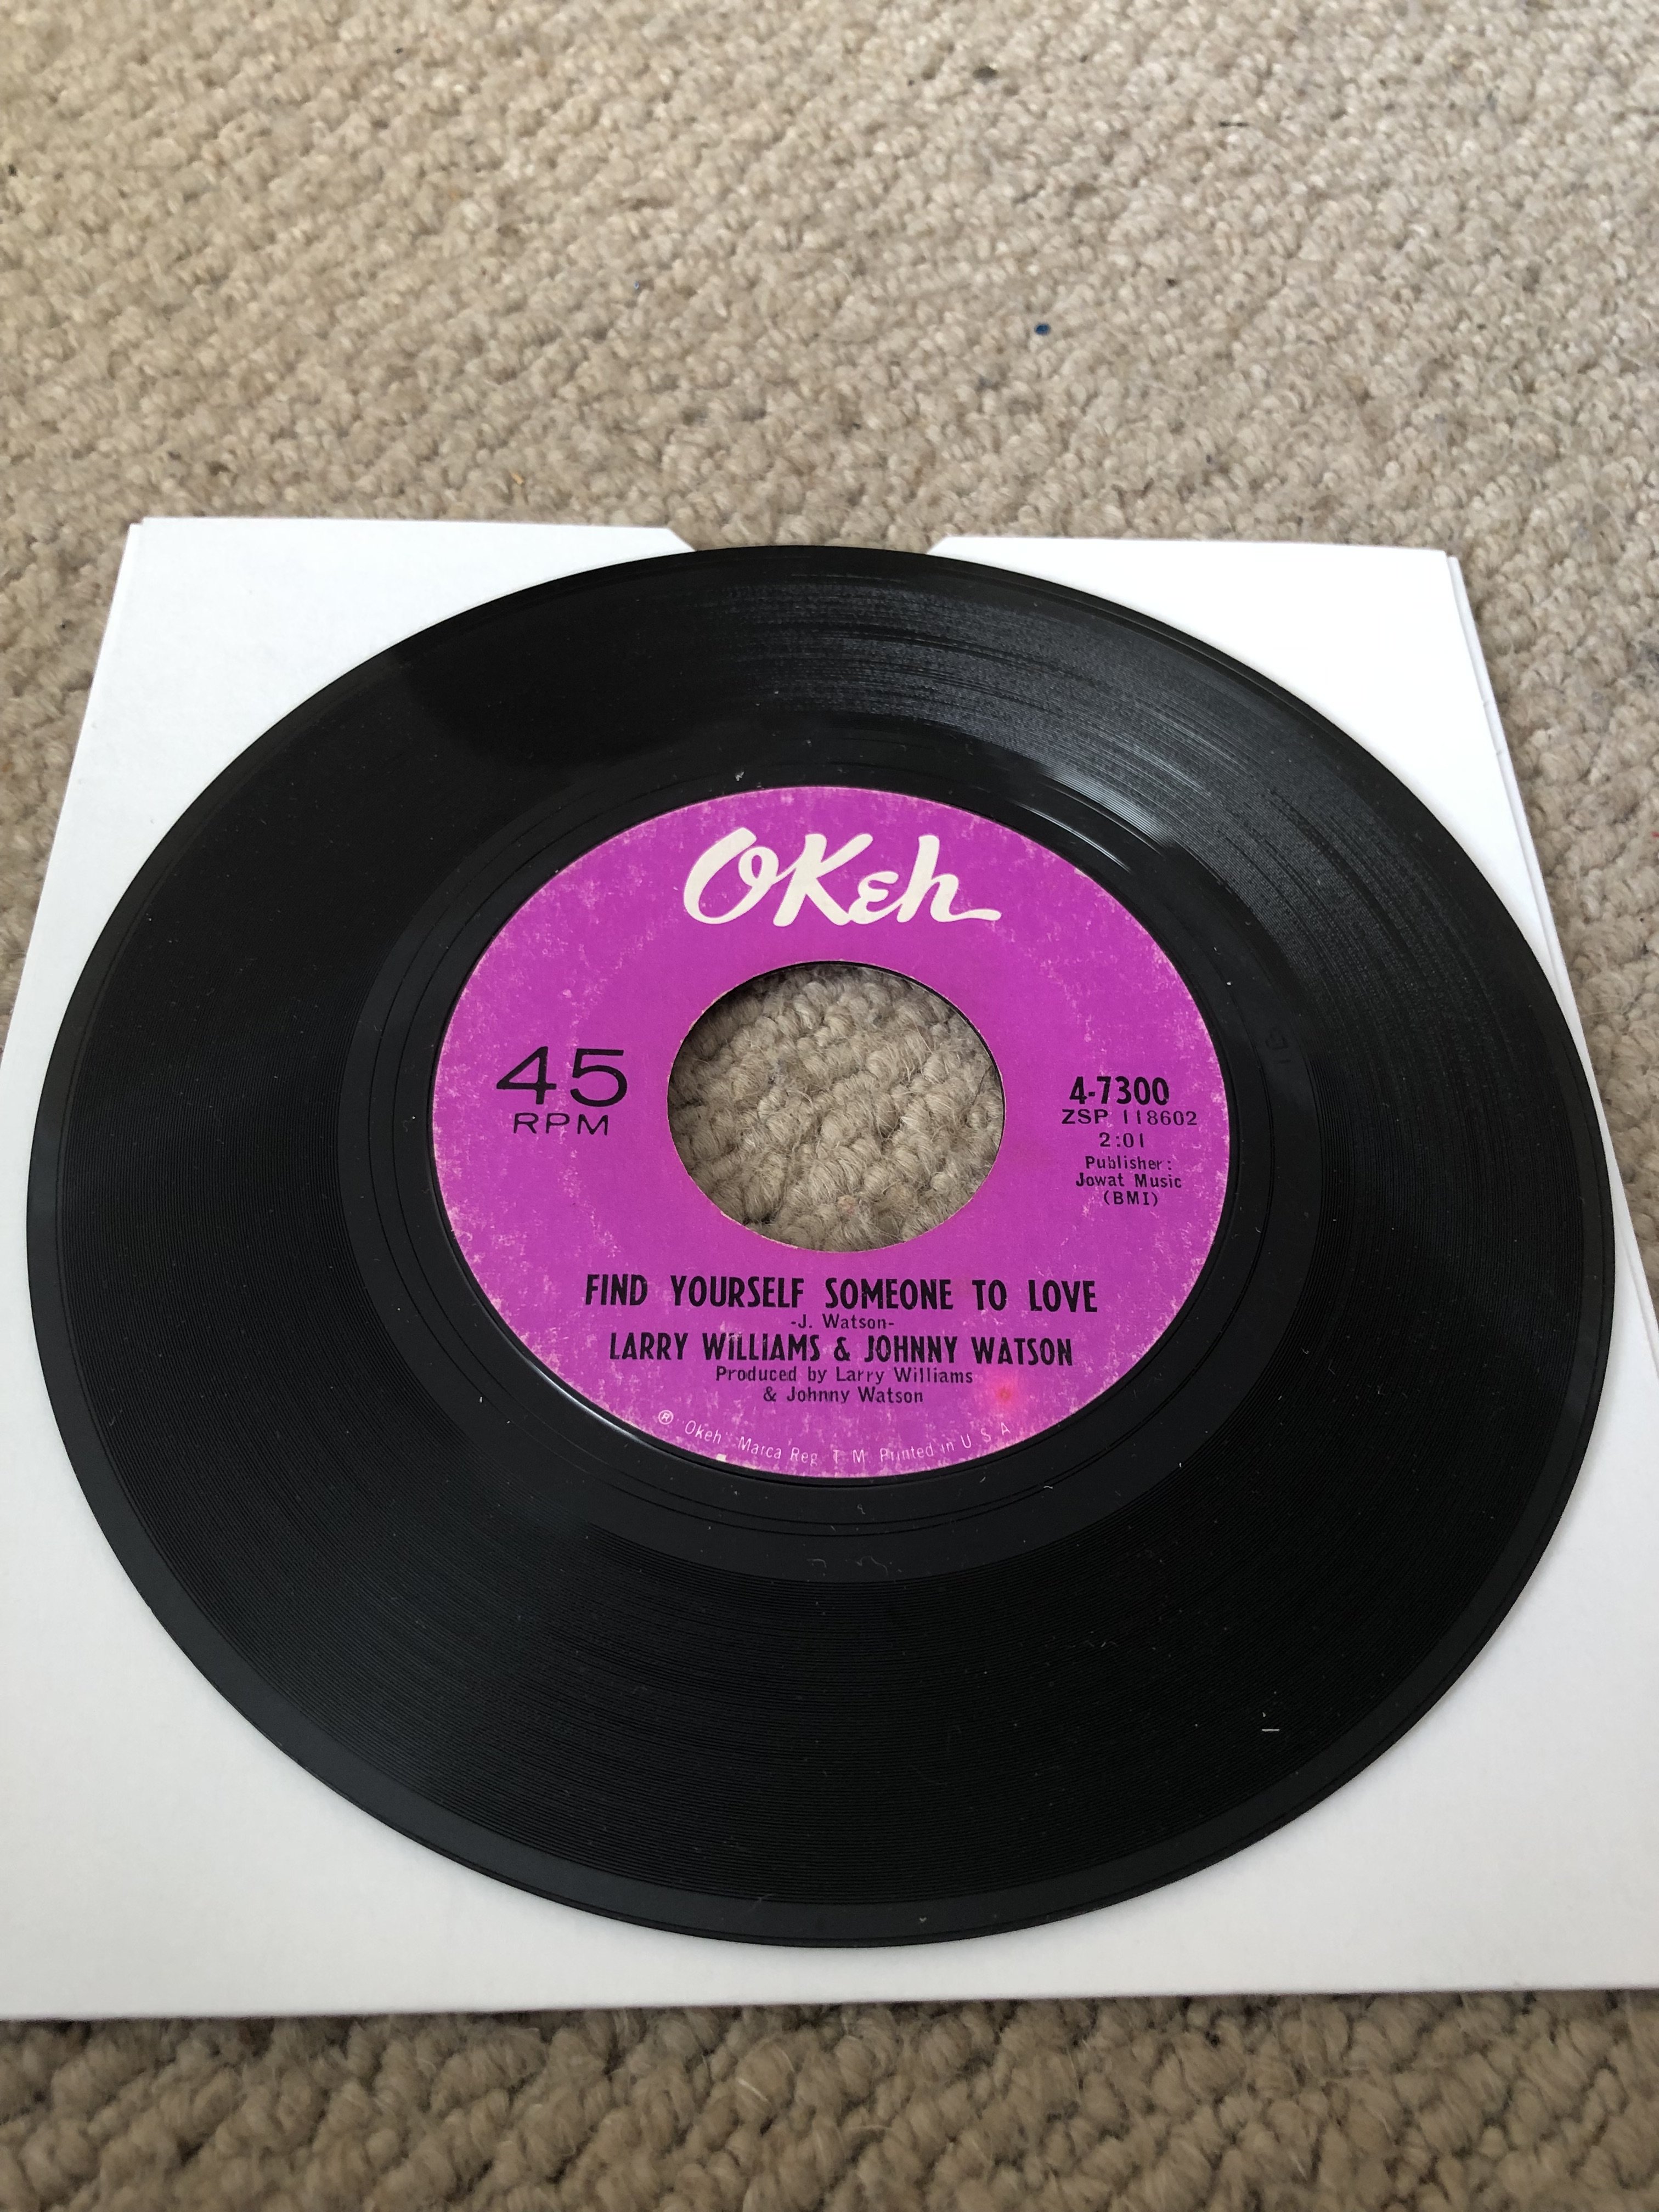 OKeh
45
RPM
4-7300
ZSP 118602
2:01
Publisher:
Jowat Music
(BMI)
FIND YOURSELF SOMEONE TO LOVE
-J. Watson-
LARRY WILLIAMS & JOHNNY WATSON
Produced by Larry Williams
& Johnny Watson
® "Okeh" Marca Reg. T. M. Printed in U S A